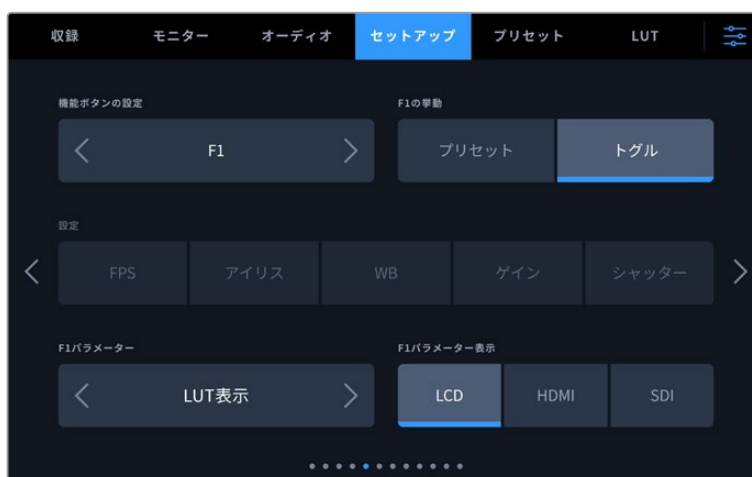 収録 モニター オーディオ セットアップ プリセット LUT
機能ボタンの設定 F1の挙動
F1 プリセット トグル
設定
FPS アイリス WB ゲイン シャッター
F1パラメーター F1パラメーター表示
LUT表示 LCD HDMI SDI